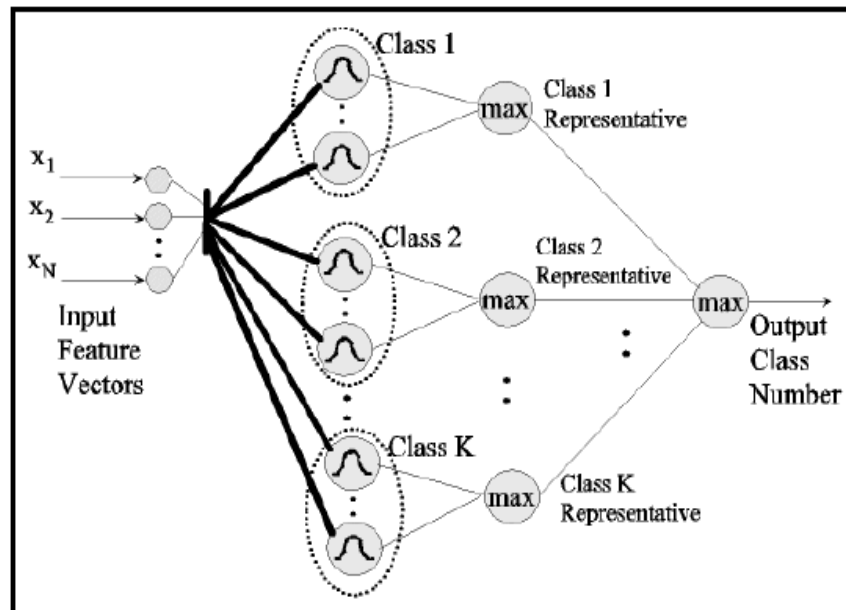 Class 1
max
Class 1
Representative
x1
x2
xN
Input
Feature
Vectors
Class 2
max
Class 2
Representative
max
Output
Class
Number
Class K
max
Class K
Representative